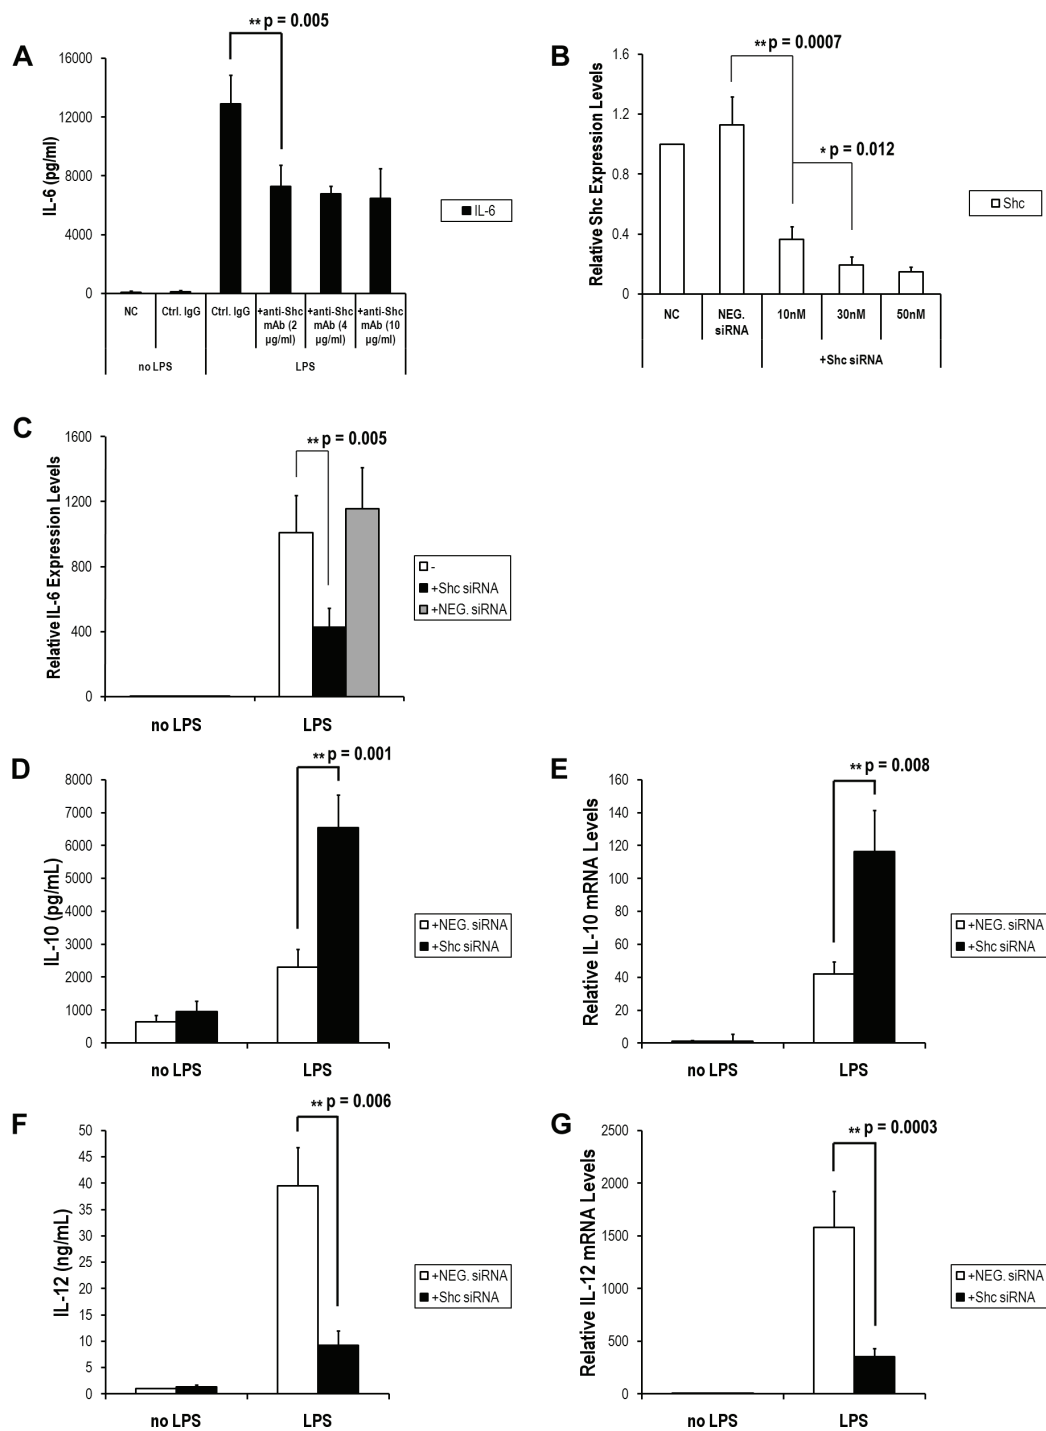 A
** p = 0.005
16000
12000
8000
4000
0
IL-6 (pg/ml)
NC
Ctrl. IgG
Ctrl. IgG
+anti-Shc mAb (2 µg/ml)
+anti-Shc mAb (4 µg/ml)
+anti-Shc mAb (10 µg/ml)
no LPS
LPS
IL-6
B
** p = 0.0007
* p = 0.012
1.6
1.2
0.8
0.4
0
Relative Shc Expression Levels
NC
NEG. siRNA
10nM
30nM
50nM
+Shc siRNA
Shc
C
** p = 0.005
1600
1200
800
400
0
Relative IL-6 Expression Levels
no LPS
LPS
-
+Shc siRNA
+NEG. siRNA
D
** p = 0.001
8000
7000
6000
5000
4000
3000
2000
1000
0
IL-10 (pg/mL)
no LPS
LPS
+NEG. siRNA
+Shc siRNA
E
** p = 0.008
160
140
120
100
80
60
40
20
0
Relative IL-10 mRNA Levels
no LPS
LPS
+NEG. siRNA
+Shc siRNA
F
** p = 0.006
50
45
40
35
30
25
20
15
10
5
0
IL-12 (ng/mL)
no LPS
LPS
+NEG. siRNA
+Shc siRNA
G
** p = 0.0003
2500
2000
1500
1000
500
0
Relative IL-12 mRNA Levels
no LPS
LPS
+NEG. siRNA
+Shc siRNA